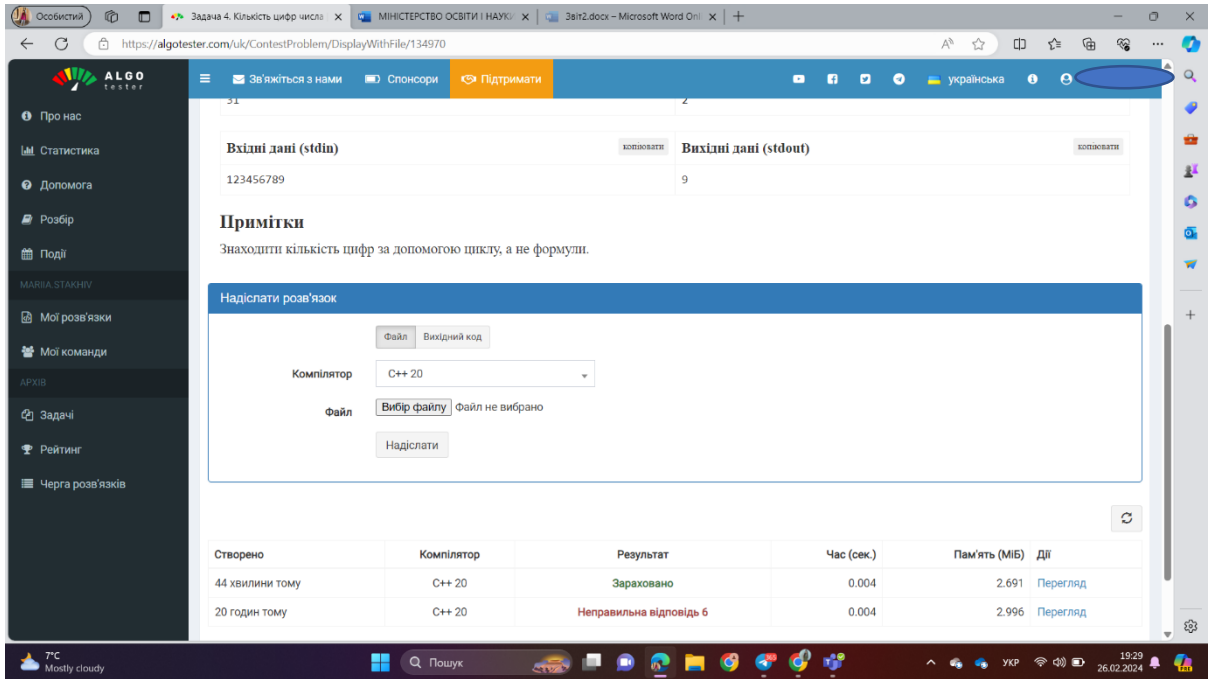 Особистий
Задача 4. Кількість цифр числа
МІНІСТЕРСТВО ОСВІТИ І НАУКИ
Звіт2.docx – Microsoft Word Onli
https://algotester.com/uk/ContestProblem/DisplayWithFile/134970
ALGO
tester
Зв'яжіться з нами
Спонсори
Підтримати
українська
Про нас
Статистика
Допомога
Розбір
Події
MARIIA.STAKHIV
Мої розв'язки
Мої команди
АРХІВ
Задачі
Рейтинг
Черга розв'язків
31
2
Вхідні дані (stdin)
копіювати
Вихідні дані (stdout)
копіювати
123456789
9
Примітки
Знаходити кількість цифр за допомогою циклу, а не формули.
Надіслати розв'язок
Файл
Вихідний код
Компілятор
C++ 20
Файл
Вибір файлу
Файл не вибрано
Надіслати
Створено
Компілятор
Результат
Час (сек.)
Пам'ять (МіБ)
Дії
44 хвилини тому
C++ 20
Зараховано
0.004
2.691
Перегляд
20 годин тому
C++ 20
Неправильна відповідь 6
0.004
2.996
Перегляд
7°C
Mostly cloudy
Пошук
УКР
19:29
26.02.2024